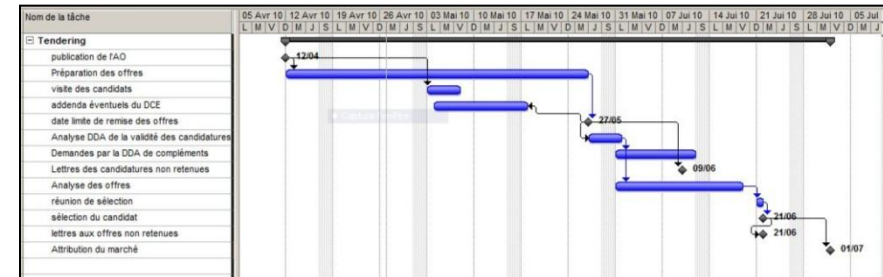 Nom de la tâche 05 Avr 10 12 Avr 10 19 Avr 10 26 Avr 10 03 Mai 10 10 Mai 10 17 Mai 10 24 Mai 10 31 Mai 10 07 Jui 10 14 Jui 10 21 Jui 10 28 Jui 10 05 Jul
L M V D M J S L M V D M J S L M V D M J S L M V D M J S L M V D M J S L M V D M J S L M V D M J
Tendering
publication de l'AO 12/04
Préparation des offres
visite des candidats
addenda éventuels du DCE
date limite de remise des offres 27/05
Analyse DDA de la validité des candidatures
Demandes par la DDA de compléments
Lettres des candidatures non retenues 09/06
Analyse des offres
réunion de sélection
sélection du candidat 21/06
lettres aux offres non retenues 21/06
Attribution du marché 01/07